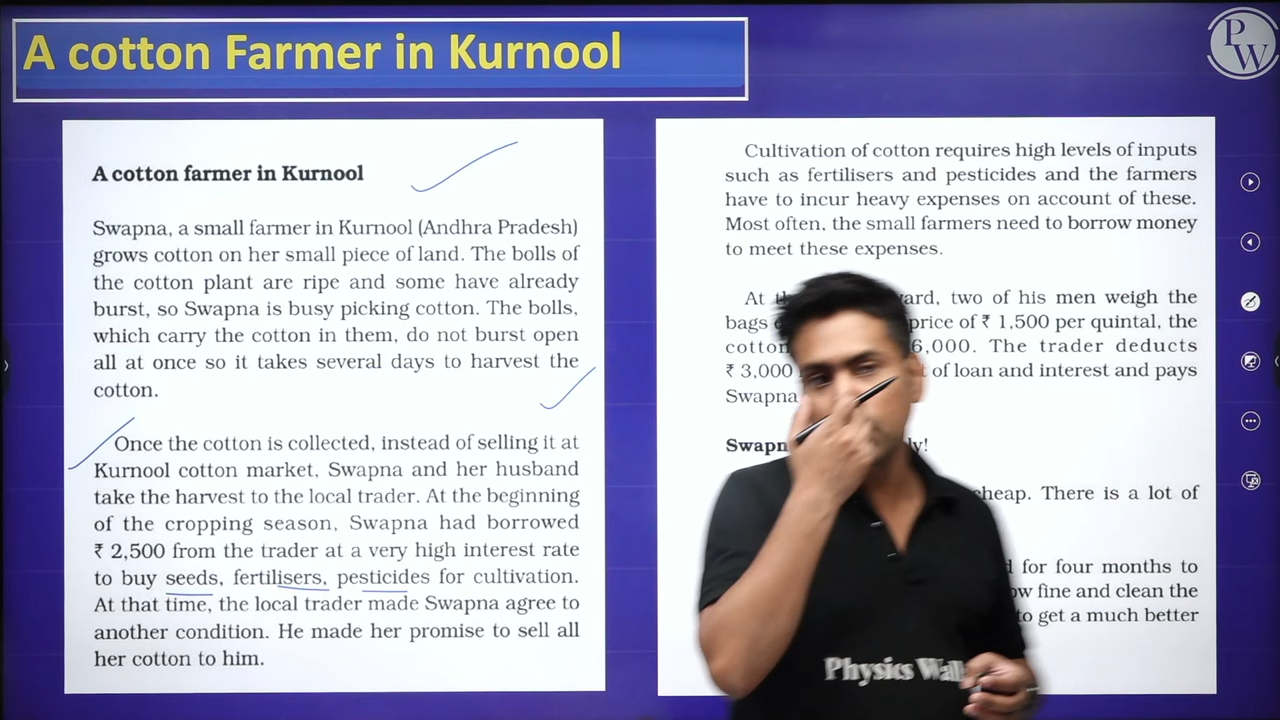 A cotton Farmer in Kurnool
PW
A cotton farmer in Kurnool
Swapna, a small farmer in Kurnool (Andhra Pradesh)
grows cotton on her small piece of land. The bolls of
the cotton plant are ripe and some have already
burst, so Swapna is busy picking cotton. The bolls,
which carry the cotton in them, do not burst open
all at once so it takes several days to harvest the
cotton.
Once the cotton is collected, instead of selling it at
Kurnool cotton market, Swapna and her husband
take the harvest to the local trader. At the beginning
of the cropping season, Swapna had borrowed
₹ 2,500 from the trader at a very high interest rate
to buy seeds, fertilisers, pesticides for cultivation.
At that time, the local trader made Swapna agree to
another condition. He made her promise to sell all
her cotton to him.
Cultivation of cotton requires high levels of inputs
such as fertilisers and pesticides and the farmers
have to incur heavy expenses on account of these.
Most often, the small farmers need to borrow money
to meet these expenses.
At two of his men weigh the
bags price of ₹ 1,500 per quintal, the
cotton 6,000. The trader deducts
₹ 3,000 of loan and interest and pays
Swapna
cheap. There is a lot of
for four months to
fine and clean the
to get a much better
Physics